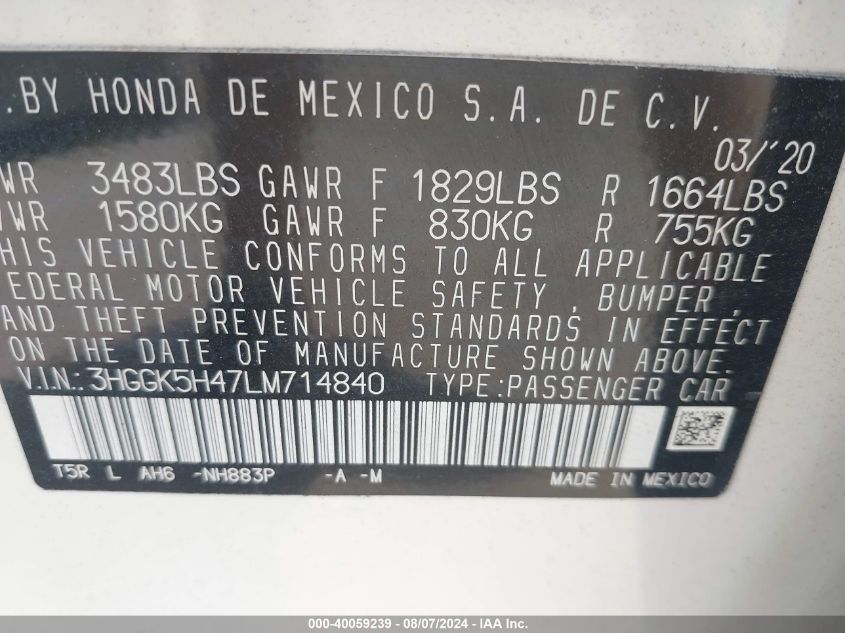 .BY HONDA DE MEXICO S.A. DE C.V.
03/'20
WR 3483LBS GAWR F 1829LBS R 1664LBS
WR 1580KG GAWR F 830KG R 755KG
HIS VEHICLE CONFORMS TO ALL APPLICABLE
EDERAL MOTOR VEHICLE SAFETY, BUMPER,
AND THEFT PREVENTION STANDARDS IN EFFECT
ON THE DATE OF MANUFACTURE SHOWN ABOVE.
V.I.N.: 3HGGK5H47LM714840 TYPE:PASSENGER CAR
T5R L AH6 -NH883P -A -M MADE IN MEXICO
000-40059239 - 08/07/2024 - IAA Inc.